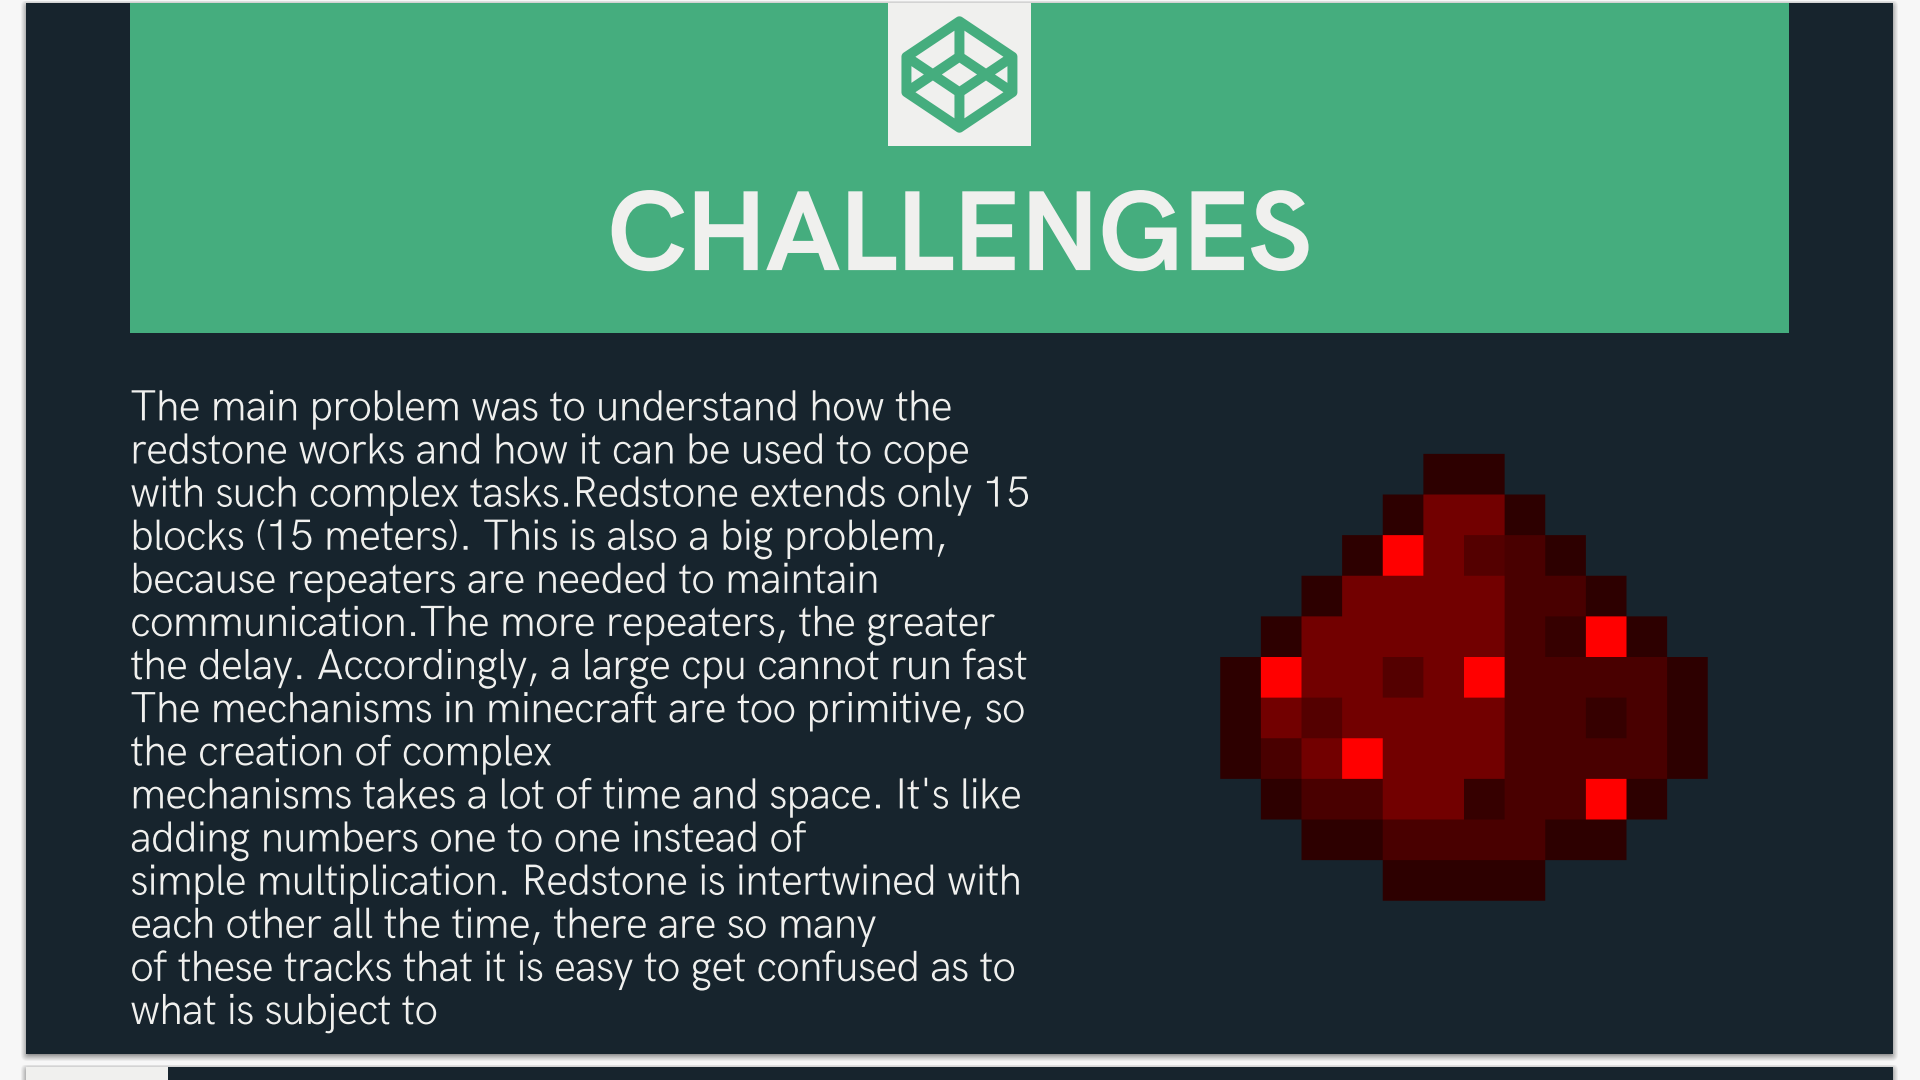 CHALLENGES
The main problem was to understand how the
redstone works and how it can be used to cope
with such complex tasks.Redstone extends only 15
blocks (15 meters). This is also a big problem,
because repeaters are needed to maintain
communication.The more repeaters, the greater
the delay. Accordingly, a large cpu cannot run fast
The mechanisms in minecraft are too primitive, so
the creation of complex
mechanisms takes a lot of time and space. It's like
adding numbers one to one instead of
simple multiplication. Redstone is intertwined with
each other all the time, there are so many
of these tracks that it is easy to get confused as to
what is subject to